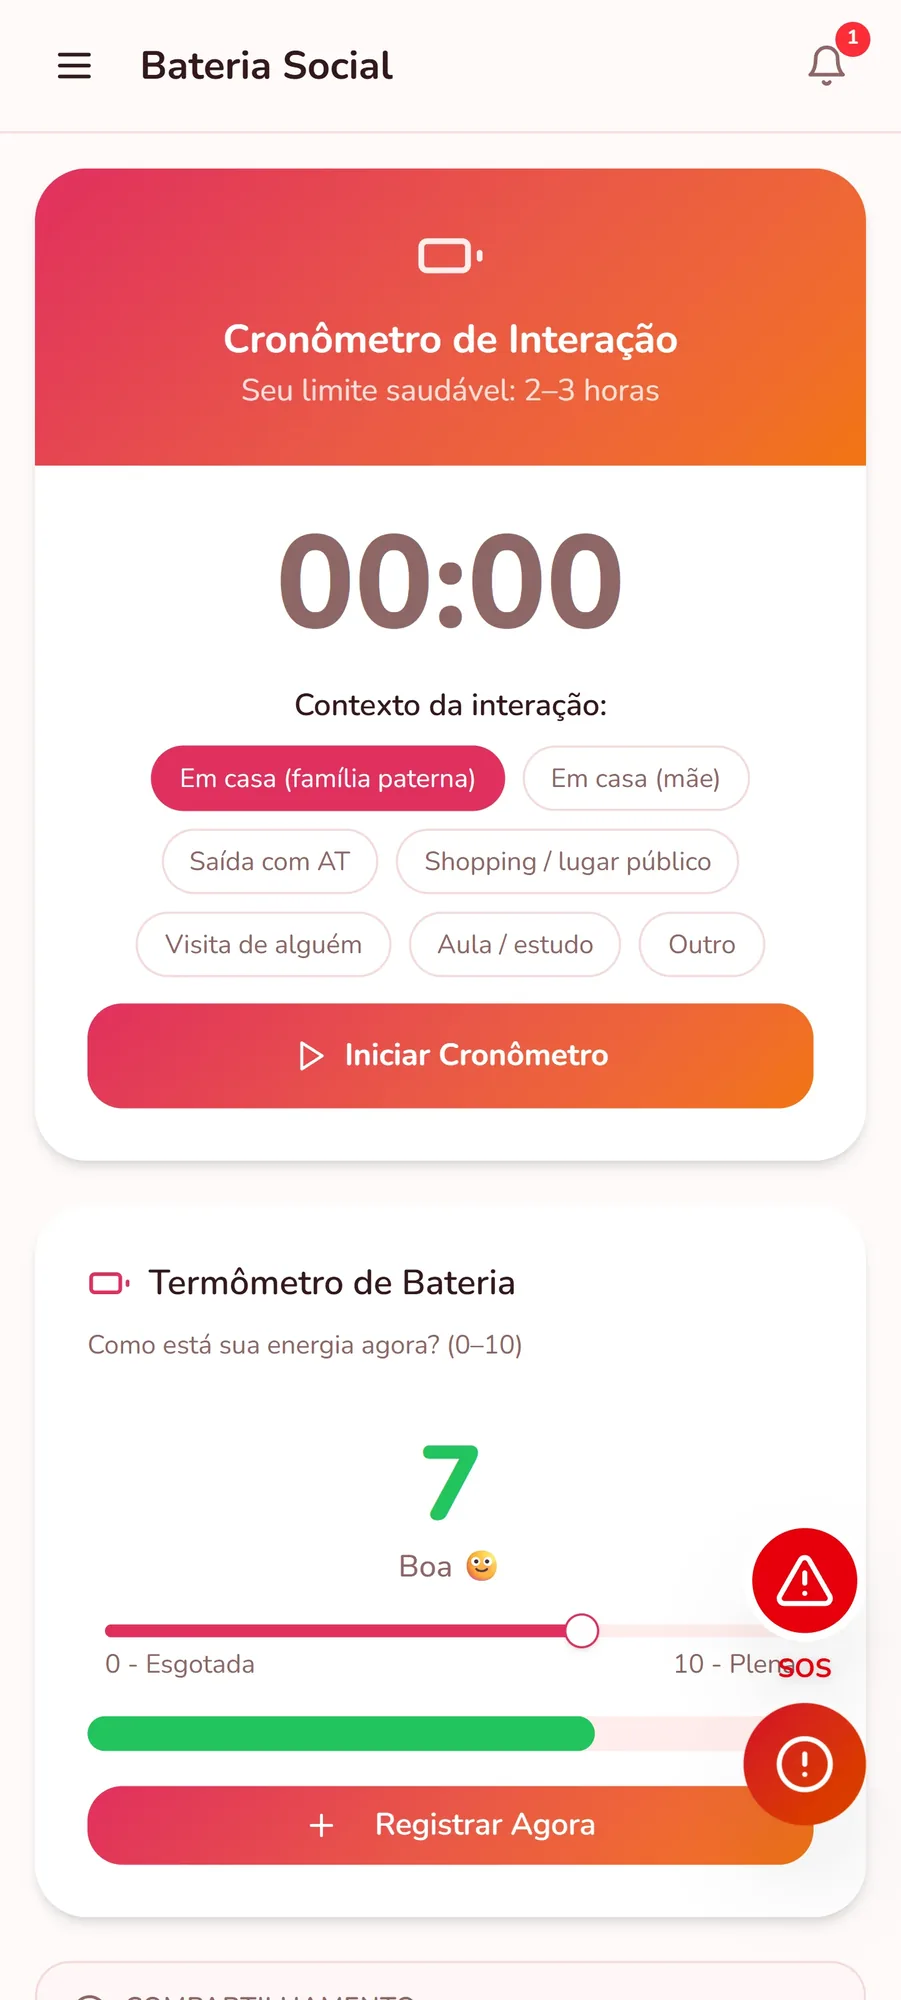 Bateria Social
1
Cronômetro de Interação
Seu limite saudável: 2–3 horas
00:00
Contexto da interação:
Em casa (família paterna)
Em casa (mãe)
Saída com AT
Shopping / lugar público
Visita de alguém
Aula / estudo
Outro
Iniciar Cronômetro
Termômetro de Bateria
Como está sua energia agora? (0–10)
7
Boa 🙂
0 - Esgotada
10 - Plena
SOS
Registrar Agora
COMPARTILHAMENTO